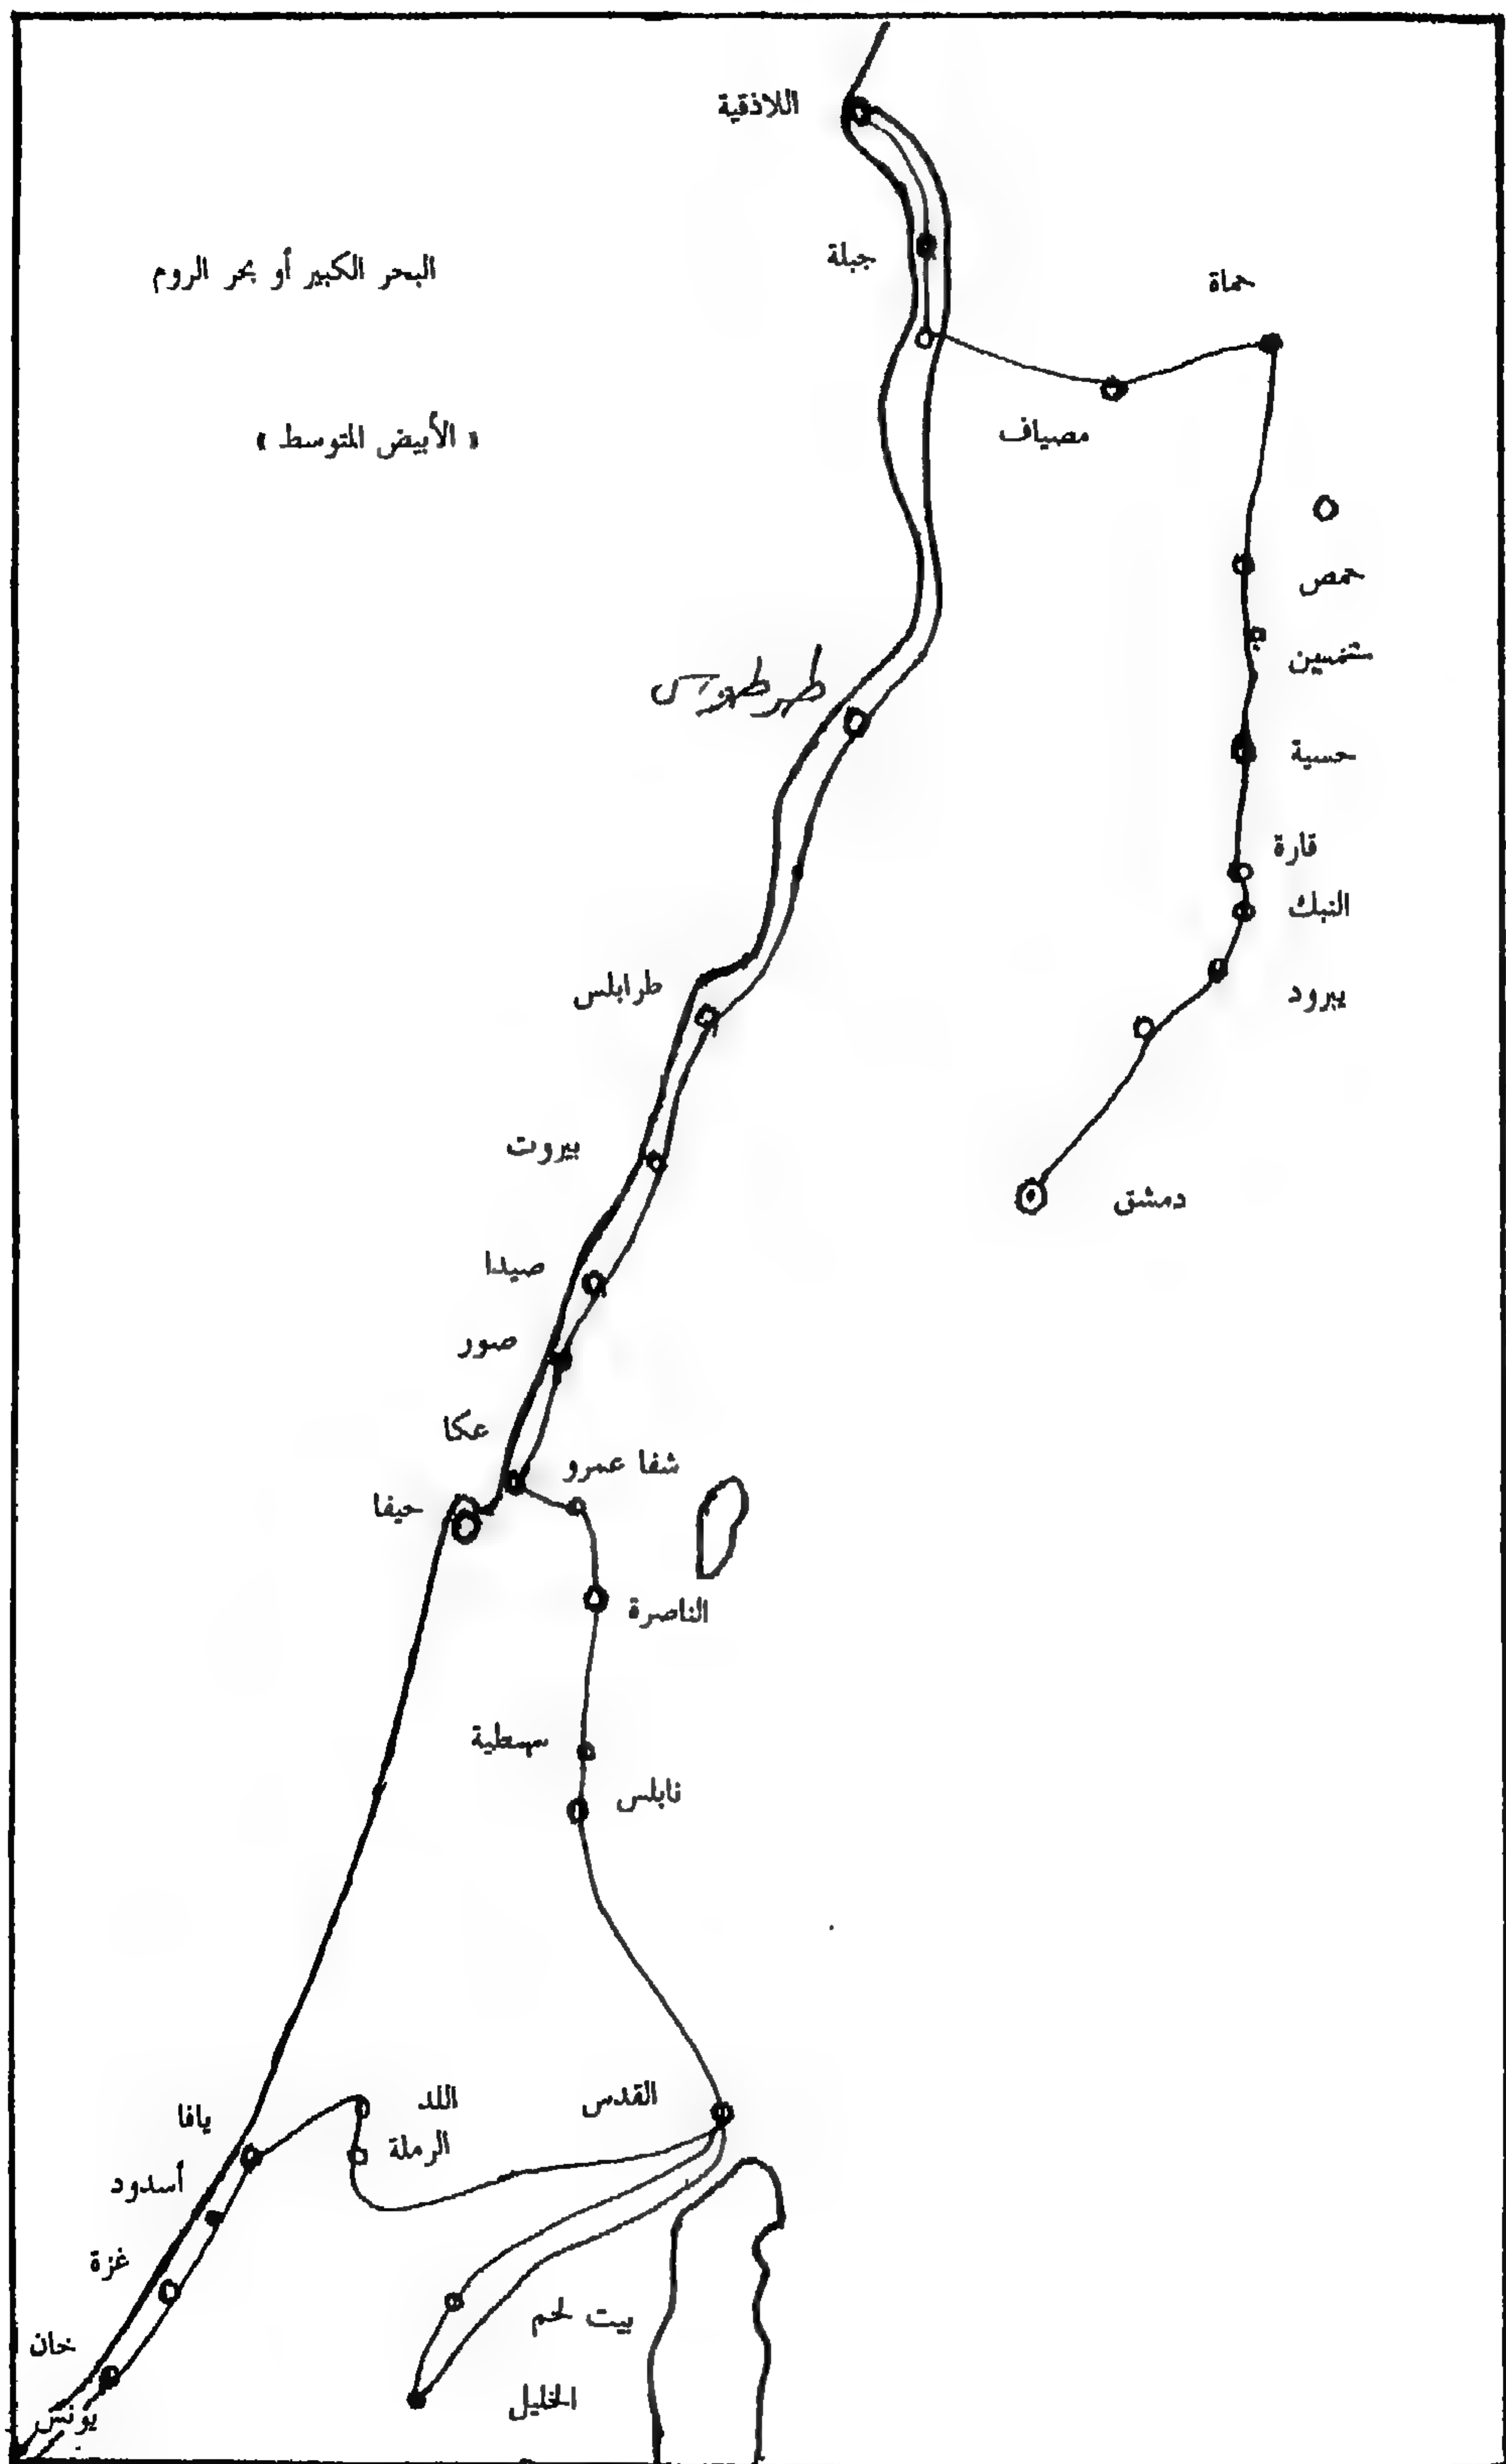 اللاذقية
البحر الكبير أو بحر الروم
جبلة
حماة
« الأبيض المتوسط »
مصياف
حمص
شمسين
طرطوس
حسية
قارة
النبك
طرابلس
يبرود
بيروت
دمشق
صيدا
صور
عكا
شفا عمرو
حيفا
الناصرة
سبسطية
نابلس
القدس
اللد
يافا
الرملة
أسدود
غزة
بيت لحم
خان
الخليل
يونس